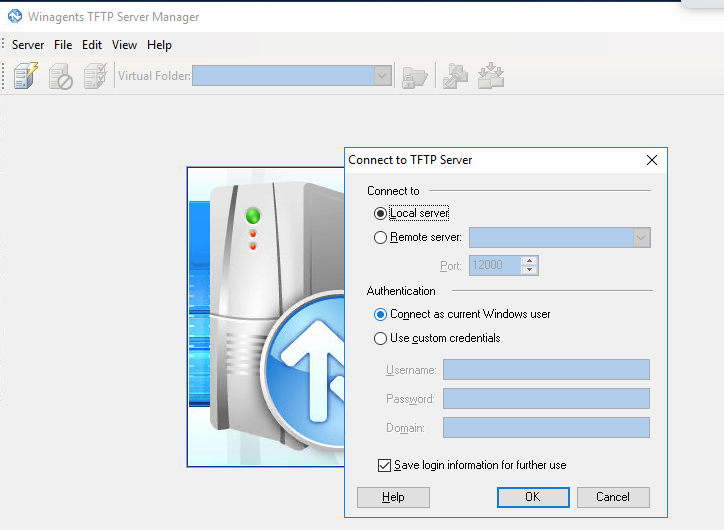 Winagents TFTP Server Manager
Server File Edit View Help
Virtual Folder:
Connect to TFTP Server
Connect to
Local server
Remote server:
Port: 12000
Authentication
Connect as current Windows user
Use custom credentials
Username:
Password:
Domain:
Save login information for further use
Help OK Cancel